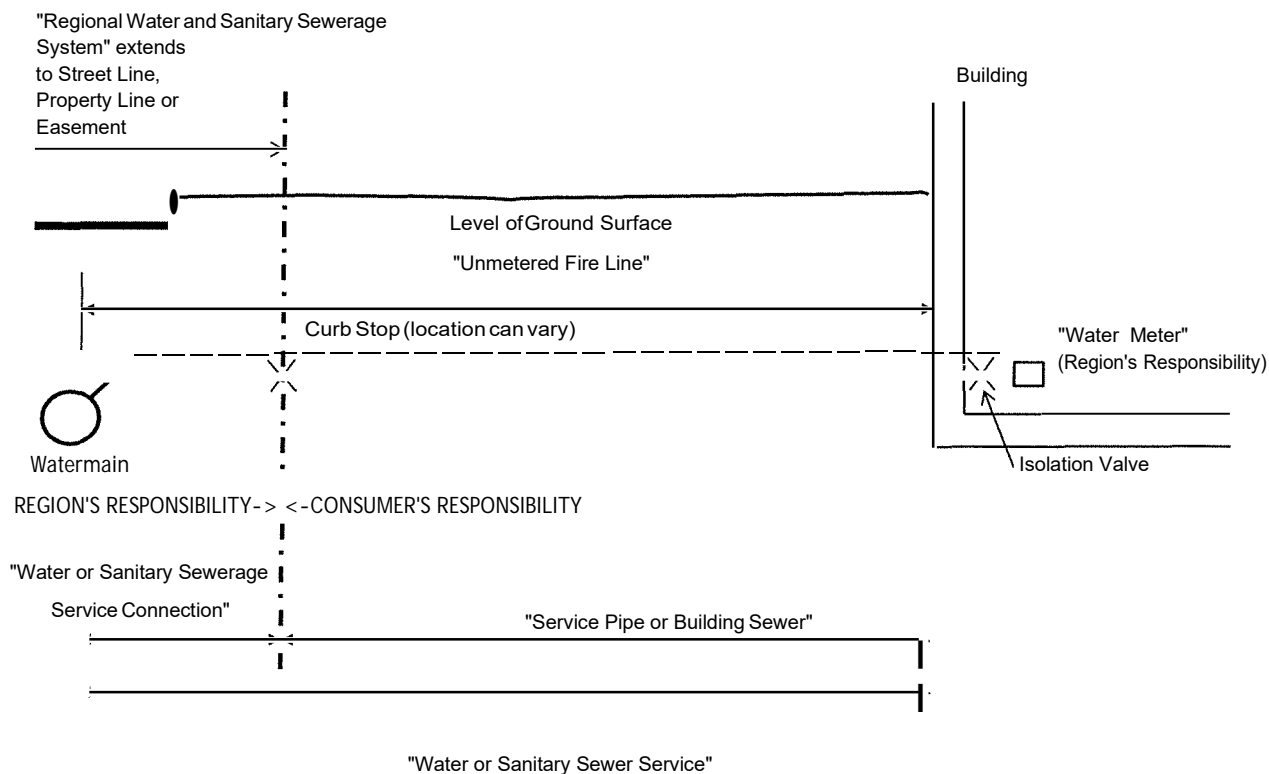 "Regional Water and Sanitary Sewerage
System" extends
to Street Line,
Property Line or
Easement
Building
Level of Ground Surface
"Unmetered Fire Line"
Curb Stop (location can vary)
"Water Meter"
(Region's Responsibility)
Watermain
Isolation Valve
REGION'S RESPONSIBILITY-> <-CONSUMER'S RESPONSIBILITY
"Water or Sanitary Sewerage
Service Connection"
"Service Pipe or Building Sewer"
"Water or Sanitary Sewer Service"